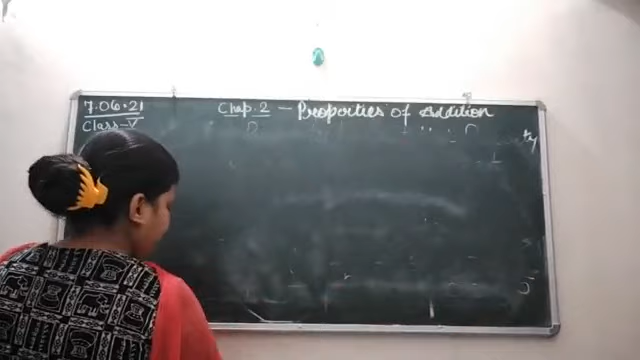 7.06.21
Chap. 2 - Properties of Addition
Class-V